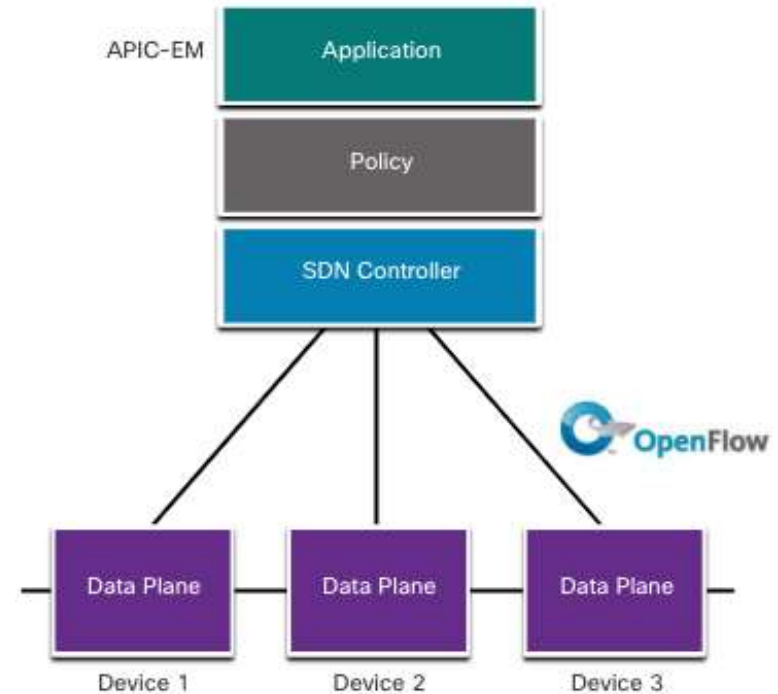 APIC-EM
Application
Policy
SDN Controller
OpenFlow
Data Plane
Data Plane
Data Plane
Device 1
Device 2
Device 3